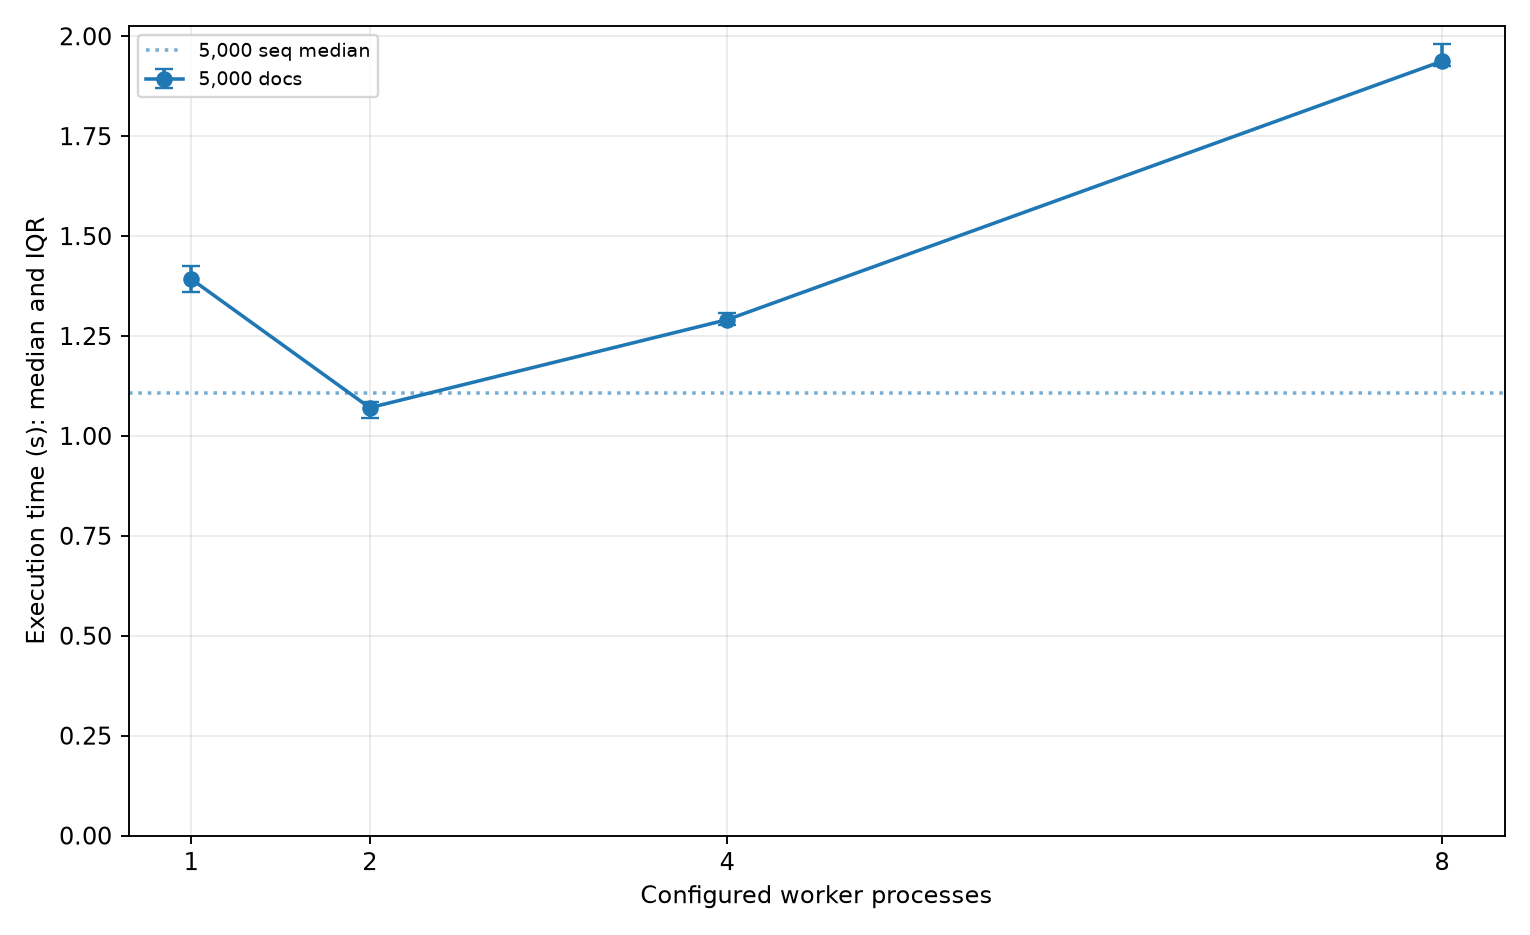 5,000 seq median
5,000 docs
Execution time (s): median and IQR
2.00
1.75
1.50
1.25
1.00
0.75
0.50
0.25
0.00
1 2 4 8
Configured worker processes